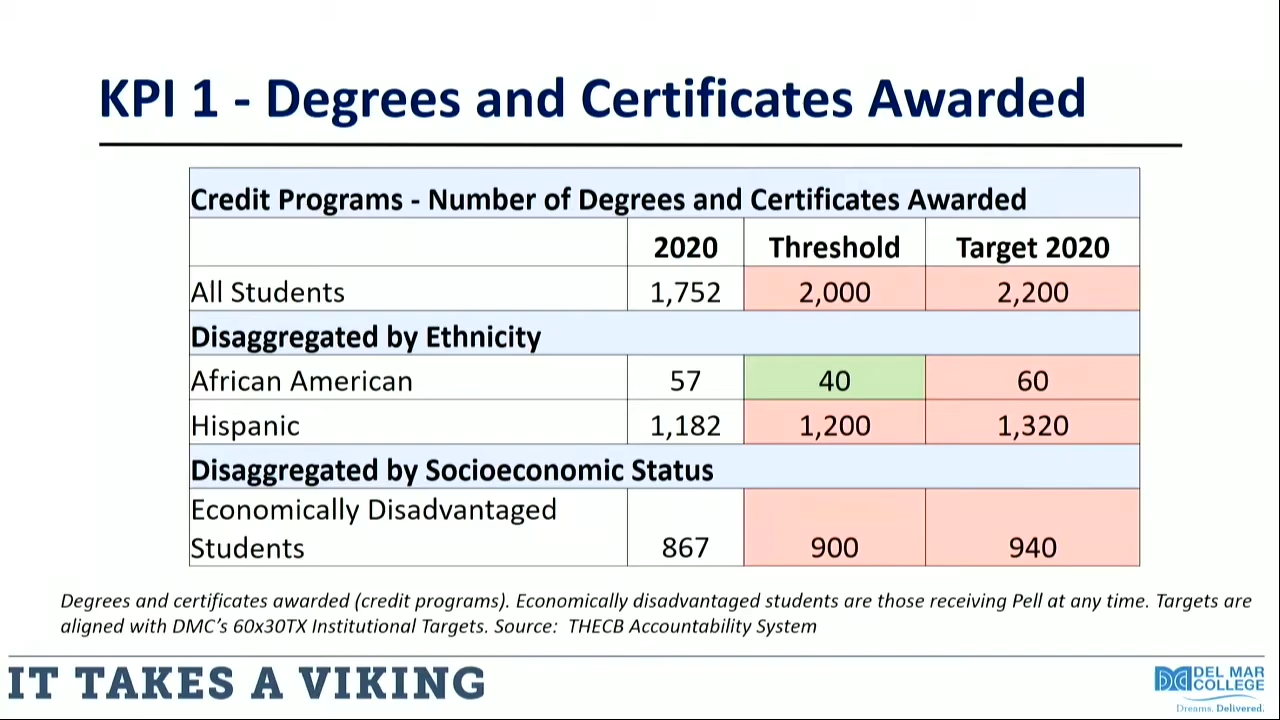 KPI 1 - Degrees and Certificates Awarded
Credit Programs - Number of Degrees and Certificates Awarded
2020 Threshold Target 2020
All Students 1,752 2,000 2,200
Disaggregated by Ethnicity
African American 57 40 60
Hispanic 1,182 1,200 1,320
Disaggregated by Socioeconomic Status
Economically Disadvantaged
Students 867 900 940
Degrees and certificates awarded (credit programs). Economically disadvantaged students are those receiving Pell at any time. Targets are
aligned with DMC's 60x30TX Institutional Targets. Source: THECB Accountability System
IT TAKES A VIKING
DEL MAR
COLLEGE
Dreams. Delivered.